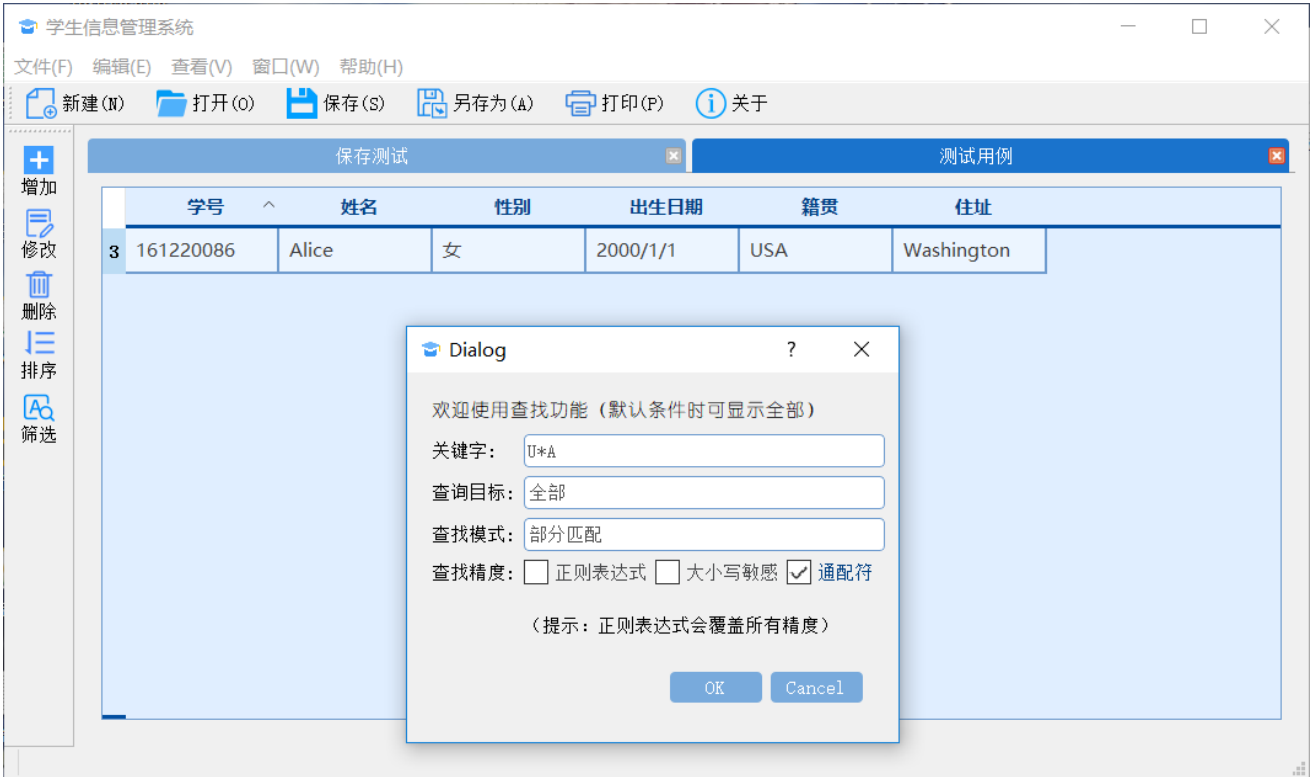 学生信息管理系统
文件(F) 编辑(E) 查看(V) 窗口(W) 帮助(H)
新建(N) 打开(O) 保存(S) 另存为(A) 打印(P) 关于
保存测试 测试用例
增加
修改
删除
排序
筛选
学号 姓名 性别 出生日期 籍贯 住址
3 161220086 Alice 女 2000/1/1 USA Washington
Dialog ?
欢迎使用查找功能（默认条件时可显示全部）
关键字: U*A
查询目标: 全部
查找模式: 部分匹配
查找精度: 正则表达式 大小写敏感 通配符
（提示: 正则表达式会覆盖所有精度）
OK Cancel